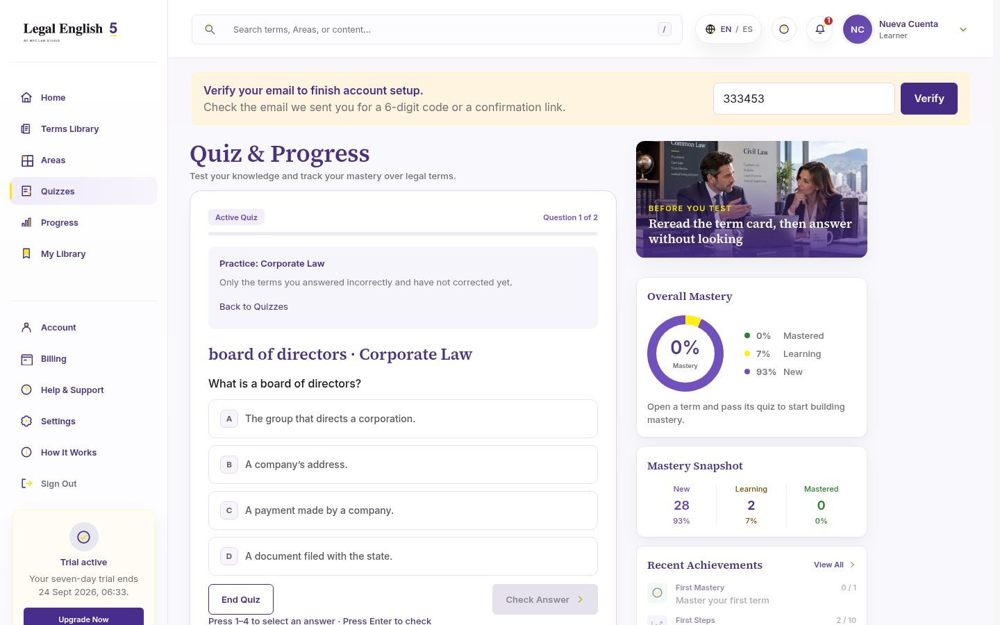 Legal English 5
BY MPC LAW STUDIO
Home
Terms Library
Areas
Quizzes
Progress
My Library
Account
Billing
Help & Support
Settings
How It Works
Sign Out
Trial active
Your seven-day trial ends
24 Sept 2026, 06:33.
Upgrade Now
Search terms, Areas, or content...
/
EN / ES
1
NC
Nueva Cuenta
Learner
Verify your email to finish account setup.
Check the email we sent you for a 6-digit code or a confirmation link.
333453
Verify
Quiz & Progress
Test your knowledge and track your mastery over legal terms.
Active Quiz
Question 1 of 2
Practice: Corporate Law
Only the terms you answered incorrectly and have not corrected yet.
Back to Quizzes
board of directors · Corporate Law
What is a board of directors?
A The group that directs a corporation.
B A company’s address.
C A payment made by a company.
D A document filed with the state.
End Quiz
Check Answer
Press 1–4 to select an answer · Press Enter to check
Common Law
Precedent
Case Law
Judicial Interpretation
Civil Law
BEFORE YOU TEST
Reread the term card, then answer
without looking
Overall Mastery
0%
Mastery
0% Mastered
7% Learning
93% New
Open a term and pass its quiz to start building
mastery.
Mastery Snapshot
New
28
93%
Learning
2
7%
Mastered
0
0%
Recent Achievements
View All
First Mastery
0 / 1
Master your first term
First Steps
2 / 10